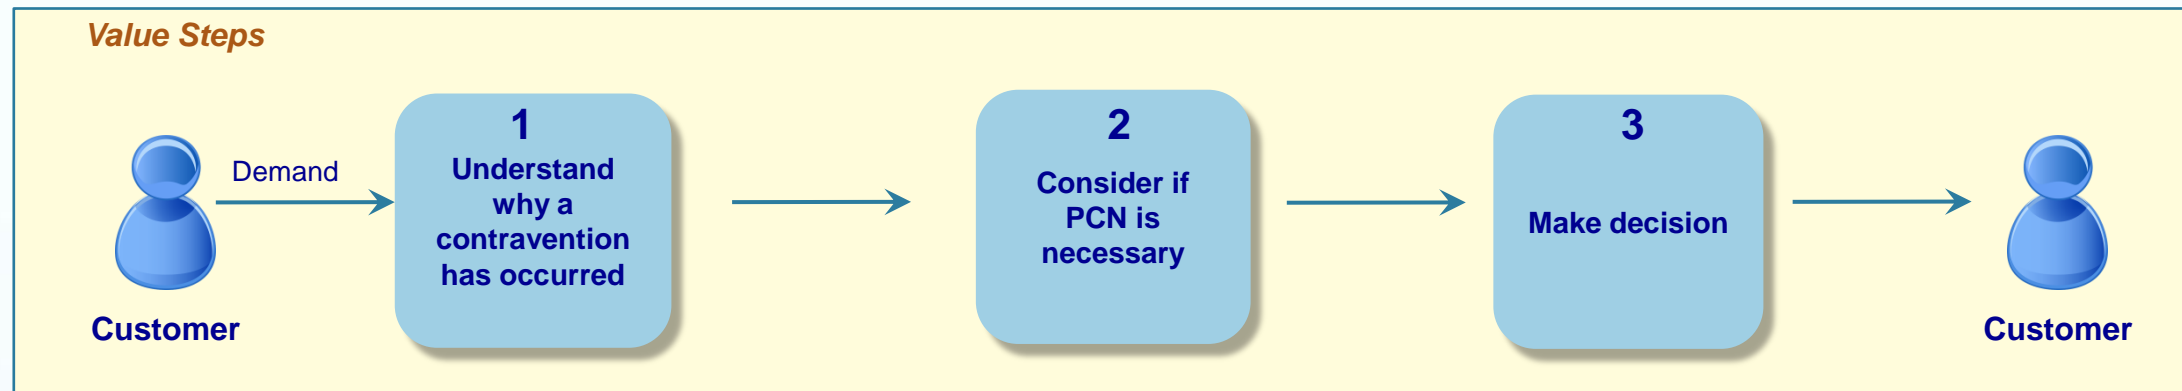 Value Steps
Customer
Demand
1
Understand
why a
contravention
has occurred
2
Consider if
PCN is
necessary
3
Make decision
Customer